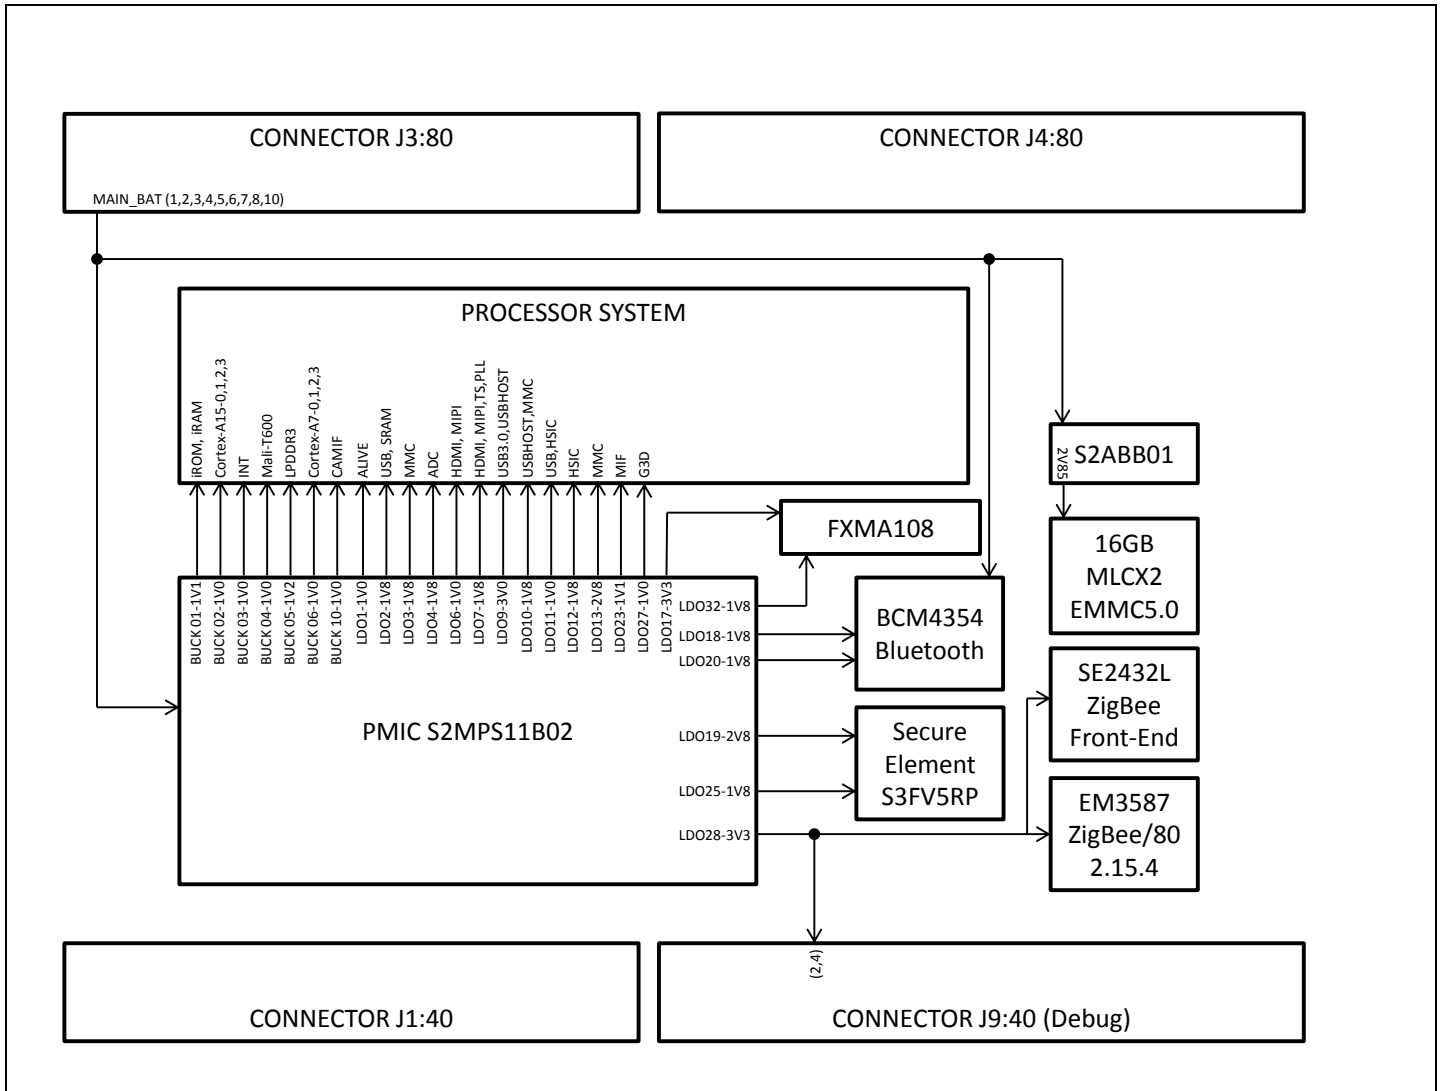 CONNECTOR J3:80
CONNECTOR J4:80
MAIN_BAT (1,2,3,4,5,6,7,8,10)
PROCESSOR SYSTEM
iROM, iRAM
Cortex-A15-0,1,2,3
INT
Mali-T600
LPDDR3
Cortex-A7-0,1,2,3
CAMIF
ALIVE
USB, SRAM
MMC
ADC
HDMI, MIPI
HDMI, MIPI,TS,PLL
USB3.0,USBHOST
USBHOST,MMC
USB,HSIC
HSIC
MMC
MIF
G3D
2V85
S2ABB01
FXMA108
16GB
MLCX2
EMMC5.0
BUCK 01-1V1
BUCK 02-1V0
BUCK 03-1V0
BUCK 04-1V0
BUCK 05-1V2
BUCK 06-1V0
BUCK 10-1V0
LDO1-1V0
LDO2-1V8
LDO3-1V8
LDO4-1V8
LDO6-1V0
LDO7-1V8
LDO9-3V0
LDO10-1V8
LDO11-1V0
LDO12-1V8
LDO13-2V8
LDO23-1V1
LDO27-1V0
LDO17-3V3
LDO32-1V8
LDO18-1V8
LDO20-1V8
BCM4354
Bluetooth
SE2432L
ZigBee
Front-End
PMIC S2MPS11B02
LDO19-2V8
LDO25-1V8
LDO28-3V3
Secure
Element
S3FV5RP
EM3587
ZigBee/80
2.15.4
(2,4)
CONNECTOR J1:40
CONNECTOR J9:40 (Debug)